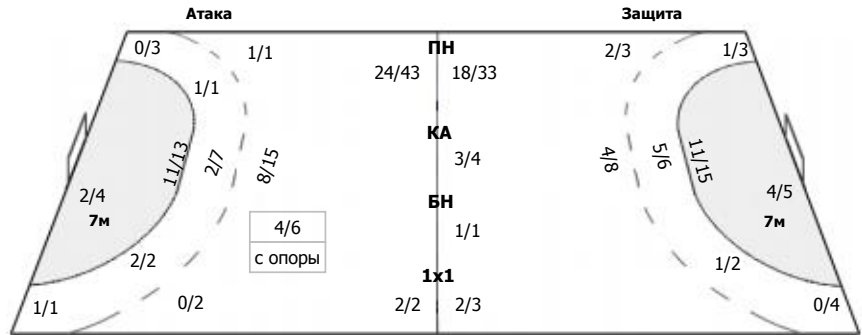 Атака Защита
0/3 1/1 ПН 2/3 1/3
24/43 18/33
1/1
КА
11/13 2/7 8/15 3/4 4/8 5/6 11/15
2/4 4/5
7м БН 7м
4/6 1/1
с опоры
2/2 1/2
1x1
1/1 0/2 2/2 2/3 0/4